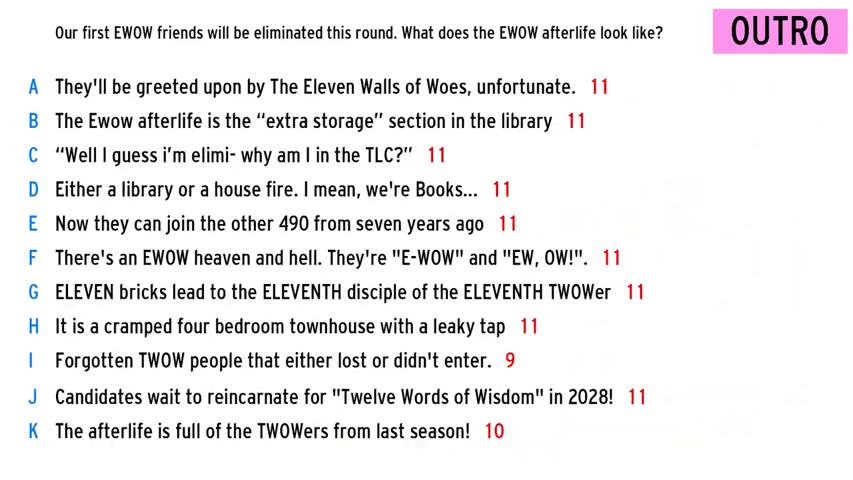 Our first EWOW friends will be eliminated this round. What does the EWOW afterlife look like?
OUTRO
A They'll be greeted upon by The Eleven Walls of Woes, unfortunate. 11
B The Ewow afterlife is the “extra storage” section in the library 11
C “Well I guess i’m elimi- why am I in the TLC?” 11
D Either a library or a house fire. I mean, we're Books... 11
E Now they can join the other 490 from seven years ago 11
F There's an EWOW heaven and hell. They're "E-WOW" and "EW, OW!". 11
G ELEVEN bricks lead to the ELEVENTH disciple of the ELEVENTH TWOWer 11
H It is a cramped four bedroom townhouse with a leaky tap 11
I Forgotten TWOW people that either lost or didn't enter. 9
J Candidates wait to reincarnate for "Twelve Words of Wisdom" in 2028! 11
K The afterlife is full of the TWOWers from last season! 10